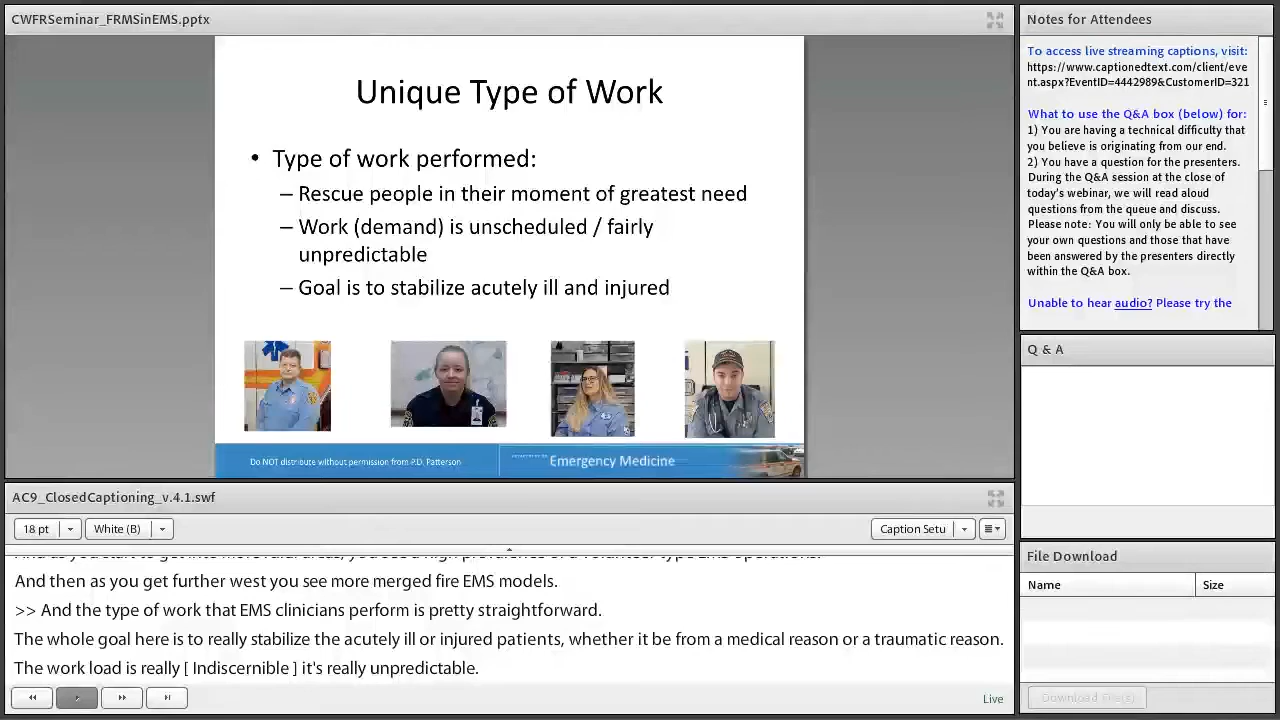 CWFRSeminar_FRMSinEMS.pptx
Unique Type of Work
• Type of work performed:
– Rescue people in their moment of greatest need
– Work (demand) is unscheduled / fairly
unpredictable
– Goal is to stabilize acutely ill and injured
Do NOT distribute without permission from P.D. Patterson
Emergency Medicine
AC9_ClosedCaptioning_v.4.1.swf
18 pt
White (B)
Caption Setu
And then as you get further west you see more merged fire EMS models.
>> And the type of work that EMS clinicians perform is pretty straightforward.
The whole goal here is to really stabilize the acutely ill or injured patients, whether it be from a medical reason or a traumatic reason.
The work load is really [ Indiscernible ] it's really unpredictable.
Live
Notes for Attendees
To access live streaming captions, visit:
https://www.captionedtext.com/client/eve
nt.aspx?EventID=4442989&CustomerID=321
What to use the Q&A box (below) for:
1) You are having a technical difficulty that
you believe is originating from our end.
2) You have a question for the presenters.
During the Q&A session at the close of
today's webinar, we will read aloud
questions from the queue and discuss.
Please note: You will only be able to see
your own questions and those that have
been answered by the presenters directly
within the Q&A box.
Unable to hear audio? Please try the
Q & A
File Download
Name
Size
Download File(s)